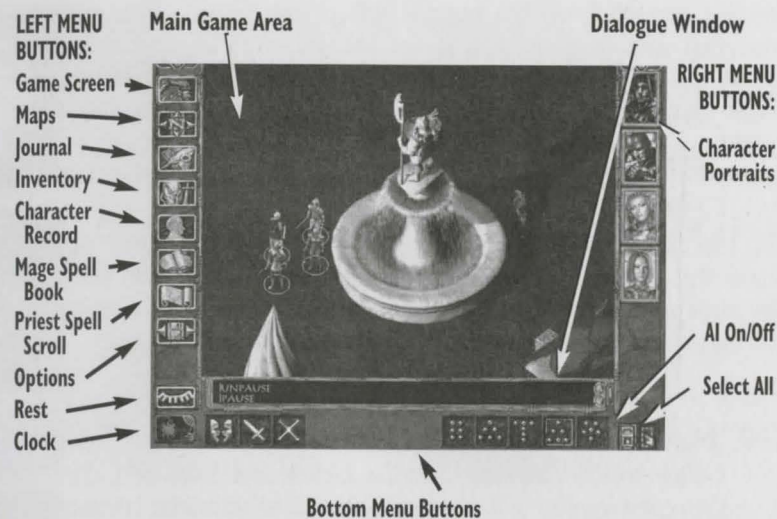 LEFT MENU
BUTTONS:
Game Screen
Maps
Journal
Inventory
Character
Record
Mage Spell
Book
Priest Spell
Scroll
Options
Rest
Clock
Main Game Area
Dialogue Window
RIGHT MENU
BUTTONS:
Character
Portraits
AI On/Off
Select All
UNPAUSE
PAUSE
Bottom Menu Buttons